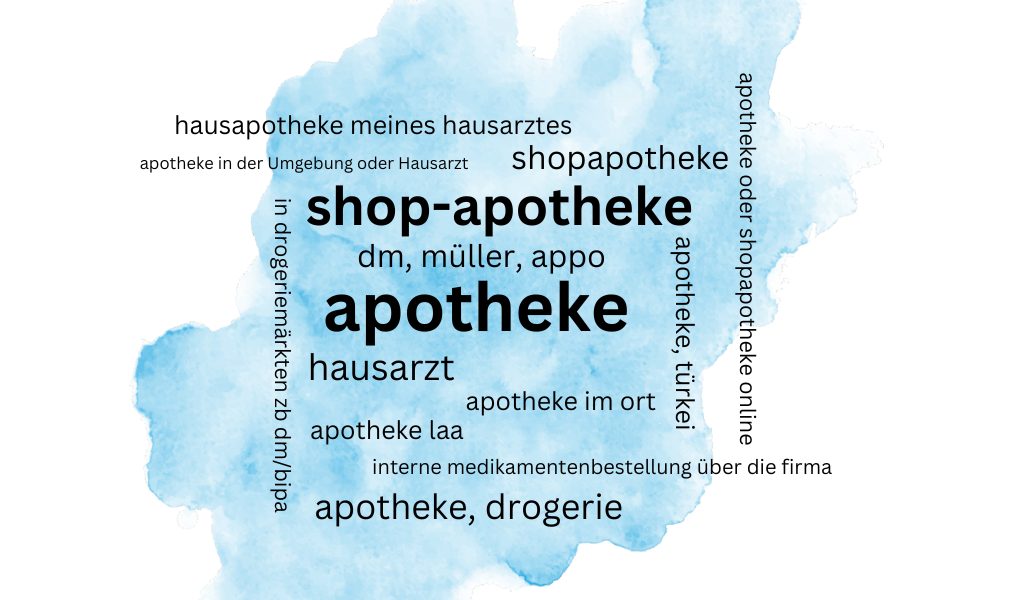 hausapotheke meines hausarztes
apotheke in der Umgebung oder Hausarzt
shopapotheke
shop-apotheke
dm, müller, appo
apotheke
hausarzt
apotheke im ort
apotheke laa
interne medikamentenbestellung über die firma
apotheke, drogerie
in drogeriemärkten zb dm/bipa
apotheke, türkei
apotheke oder shopapotheke online